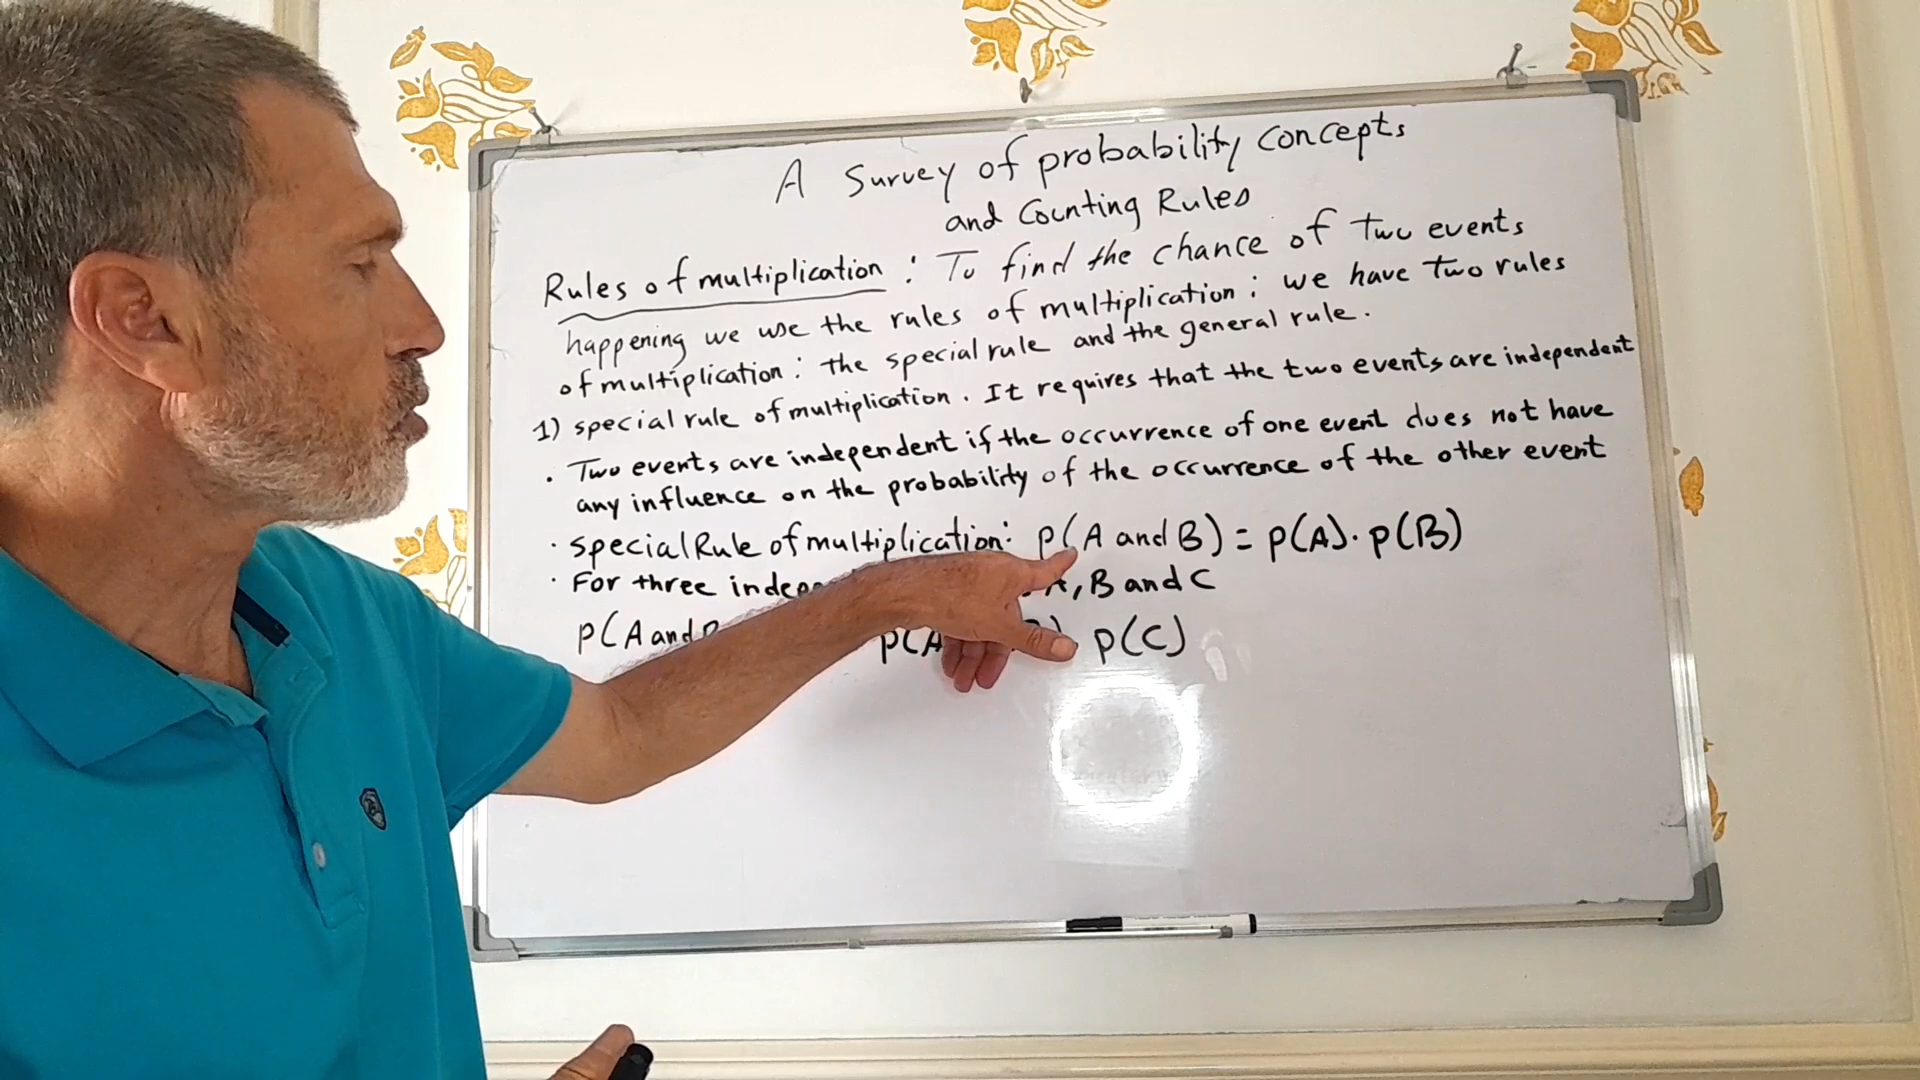 A Survey of probability concepts
and Counting Rules
Rules of multiplication : To find the chance of Two events
happening we use the rules of multiplication : we have two rules
of multiplication : the special rule and the general rule.
1) special rule of multiplication. It requires that the two events are independent
. Two events are independent if the occurrence of one event does not have
any influence on the probability of the occurrence of the other event
. Special Rule of multiplication: P(A and B) = P(A). P(B)
. For three A, B and C
P(A and P(A P(C)